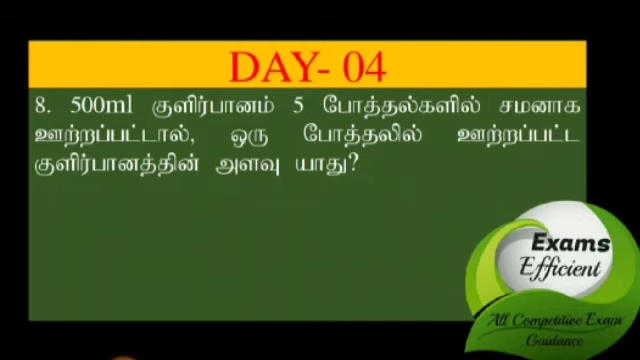 DAY- 04
8. 500ml குளிர்பானம் 5 போத்தல்களில் சமனாக
ஊற்றப்பட்டால், ஒரு போத்தலில் ஊற்றப்பட்ட
குளிர்பானத்தின் அளவு யாது?
Exams
Efficient
All Competitive Exam
Guidance